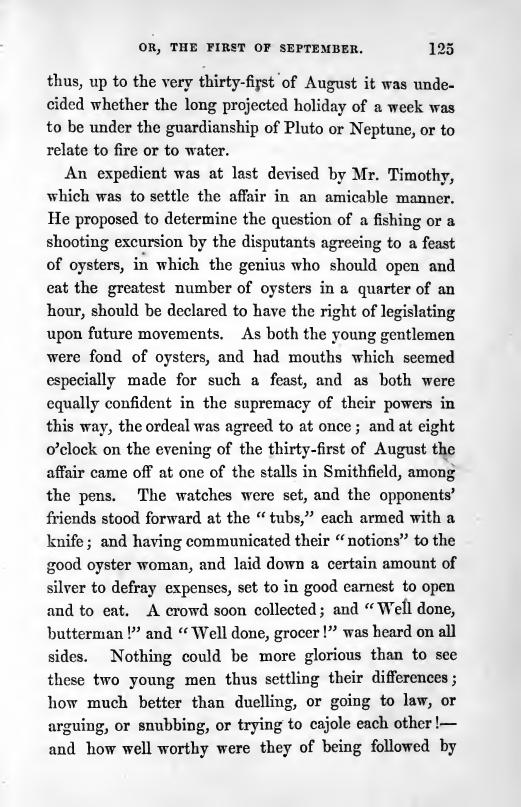 OR, THE FIRST OF SEPTEMBER. 125
thus, up to the very thirty-first of August it was unde-
cided whether the long projected holiday of a week was
to be under the guardianship of Pluto or Neptune, or to
relate to fire or to water.
An expedient was at last devised by Mr. Timothy,
which was to settle the affair in an amicable manner.
He proposed to determine the question of a fishing or a
shooting excursion by the disputants agreeing to a feast
of oysters, in which the genius who should open and
eat the greatest number of oysters in a quarter of an
hour, should be declared to have the right of legislating
upon future movements. As both the young gentlemen
were fond of oysters, and had mouths which seemed
especially made for such a feast, and as both were
equally confident in the supremacy of their powers in
this way, the ordeal was agreed to at once ; and at eight
o'clock on the evening of the thirty-first of August the
affair came off at one of the stalls in Smithfield, among
the pens. The watches were set, and the opponents'
friends stood forward at the “ tubs,” each armed with a
knife ; and having communicated their “ notions” to the
good oyster woman, and laid down a certain amount of
silver to defray expenses, set to in good earnest to open
and to eat. A crowd soon collected ; and “ Well done,
butterman !” and “ Well done, grocer !” was heard on all
sides. Nothing could be more glorious than to see
these two young men thus settling their differences ;
how much better than duelling, or going to law, or
arguing, or snubbing, or trying to cajole each other !—
and how well worthy were they of being followed by